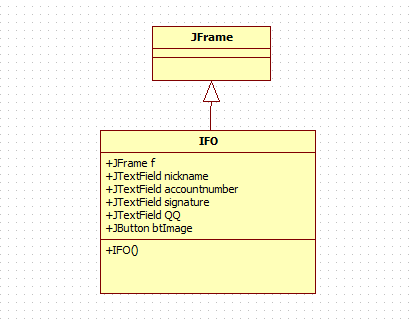 JFrame
IFO
+JFrame f
+JTextField nickname
+JTextField accountnumber
+JTextField signature
+JTextField QQ
+JButton btImage
+IFO()